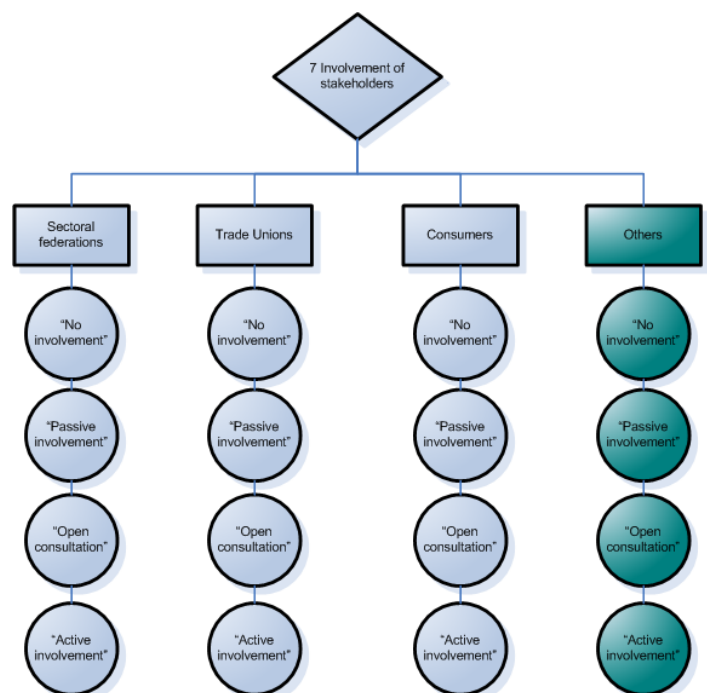 7 Involvement of
stakeholders
Sectoral
federations
Trade Unions
Consumers
Others
“No
involvement”
“No
involvement”
“No
involvement”
“No
involvement”
“Passive
involvement”
“Passive
involvement”
“Passive
involvement”
“Passive
involvement”
“Open
consultation”
“Open
consultation”
“Open
consultation”
“Open
consultation”
“Active
involvement”
“Active
involvement”
“Active
involvement”
“Active
involvement”